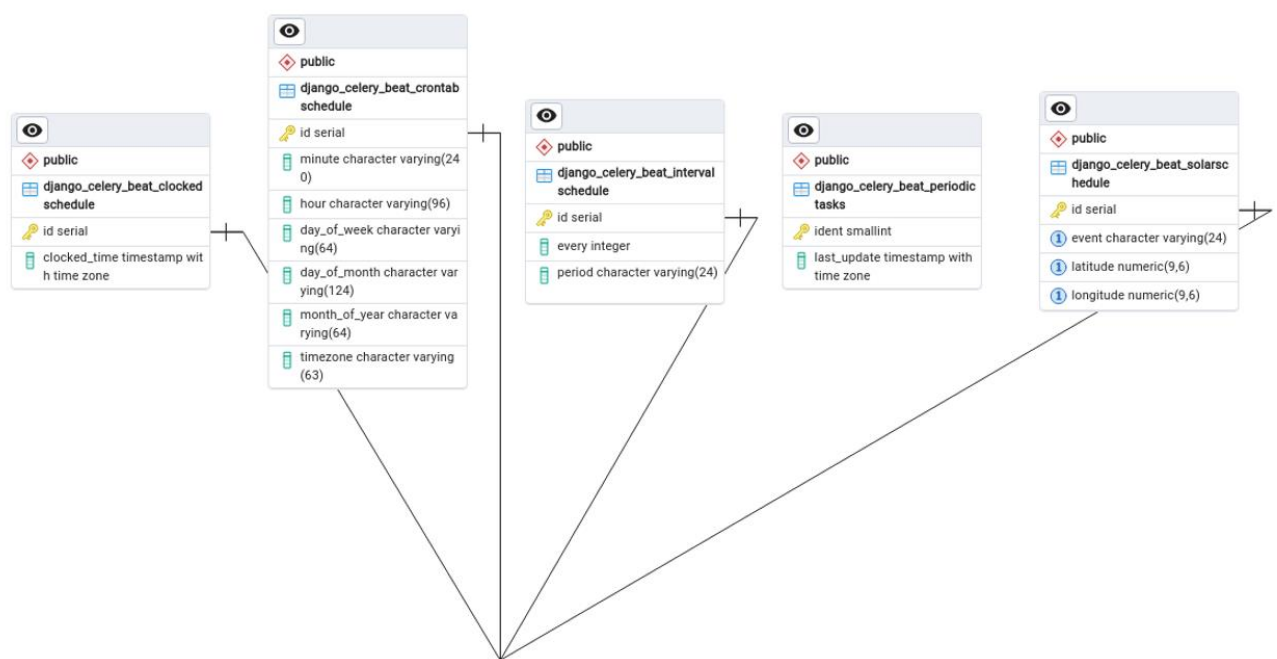 public
django_celery_beat_clocked
schedule
id serial
clocked_time timestamp wit
h time zone
public
django_celery_beat_crontab
schedule
id serial
minute character varying(24
0)
hour character varying(96)
day_of_week character varyi
ng(64)
day_of_month character var
ying(124)
month_of_year character va
rying(64)
timezone character varying
(63)
public
django_celery_beat_interval
schedule
id serial
every integer
period character varying(24)
public
django_celery_beat_periodic
tasks
ident smallint
last_update timestamp with
time zone
public
django_celery_beat_solarsc
hedule
id serial
1 event character varying(24)
1 latitude numeric(9,6)
1 longitude numeric(9,6)